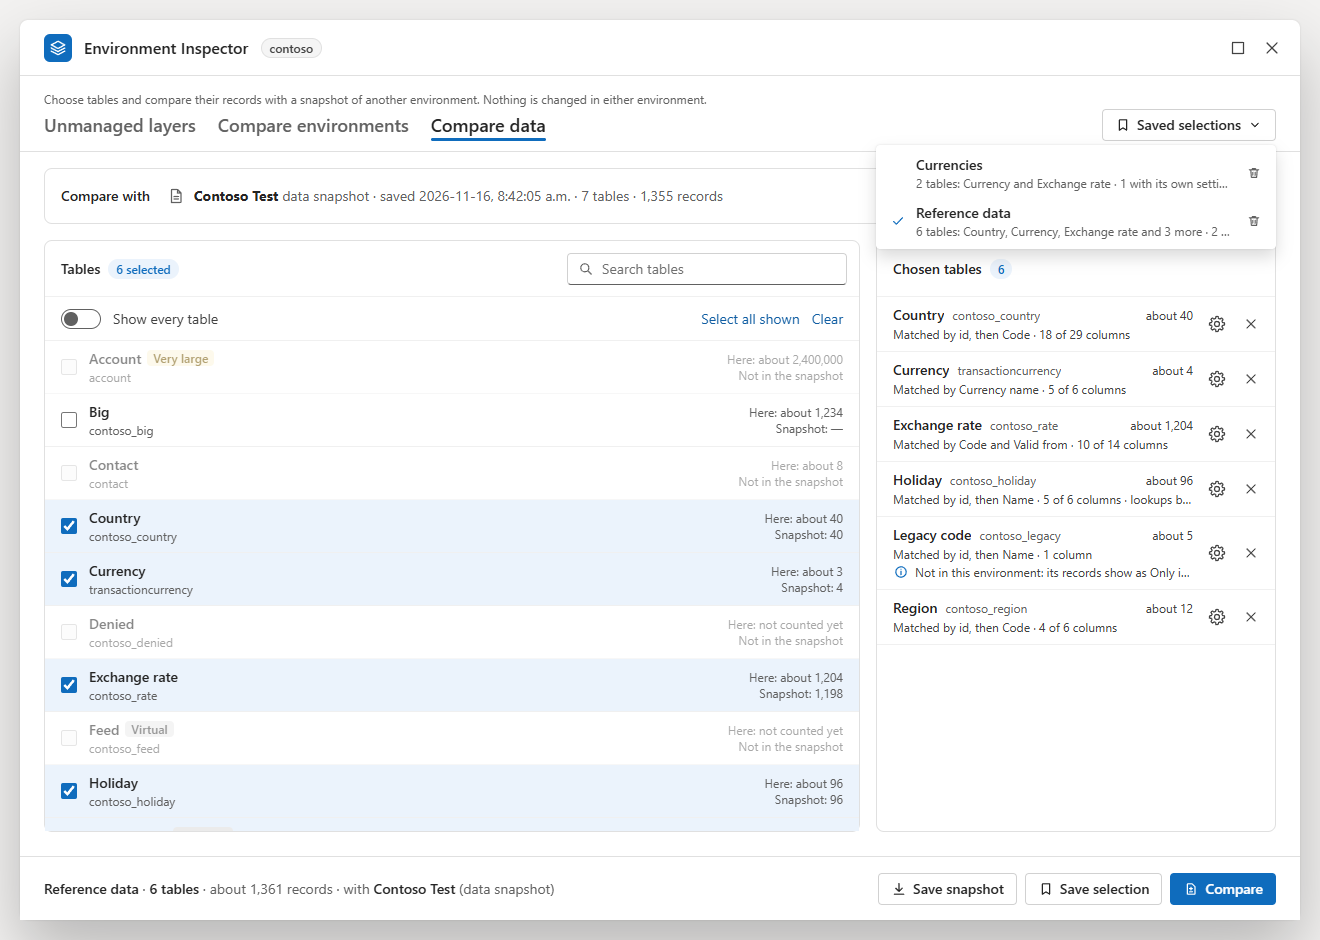 Environment Inspector contoso
Choose tables and compare their records with a snapshot of another environment. Nothing is changed in either environment.
Unmanaged layers Compare environments Compare data
Saved selections
Currencies
2 tables: Currency and Exchange rate · 1 with its own setti...
Reference data
6 tables: Country, Currency, Exchange rate and 3 more · 2 ...
Compare with Contoso Test data snapshot · saved 2026-11-16, 8:42:05 a.m. · 7 tables · 1,355 records
Tables 6 selected
Search tables
Show every table
Select all shown Clear
Account Very large
account
Here: about 2,400,000
Not in the snapshot
Big
contoso_big
Here: about 1,234
Snapshot: —
Contact
contact
Here: about 8
Not in the snapshot
Country
contoso_country
Here: about 40
Snapshot: 40
Currency
transactioncurrency
Here: about 3
Snapshot: 4
Denied
contoso_denied
Here: not counted yet
Not in the snapshot
Exchange rate
contoso_rate
Here: about 1,204
Snapshot: 1,198
Feed Virtual
contoso_feed
Here: not counted yet
Not in the snapshot
Holiday
contoso_holiday
Here: about 96
Snapshot: 96
Chosen tables 6
Country contoso_country about 40
Matched by id, then Code · 18 of 29 columns
Currency transactioncurrency about 4
Matched by Currency name · 5 of 6 columns
Exchange rate contoso_rate about 1,204
Matched by Code and Valid from · 10 of 14 columns
Holiday contoso_holiday about 96
Matched by id, then Name · 5 of 6 columns · lookups b...
Legacy code contoso_legacy about 5
Matched by id, then Name · 1 column
Not in this environment: its records show as Only i...
Region contoso_region about 12
Matched by id, then Code · 4 of 6 columns
Reference data · 6 tables · about 1,361 records · with Contoso Test (data snapshot)
Save snapshot Save selection Compare